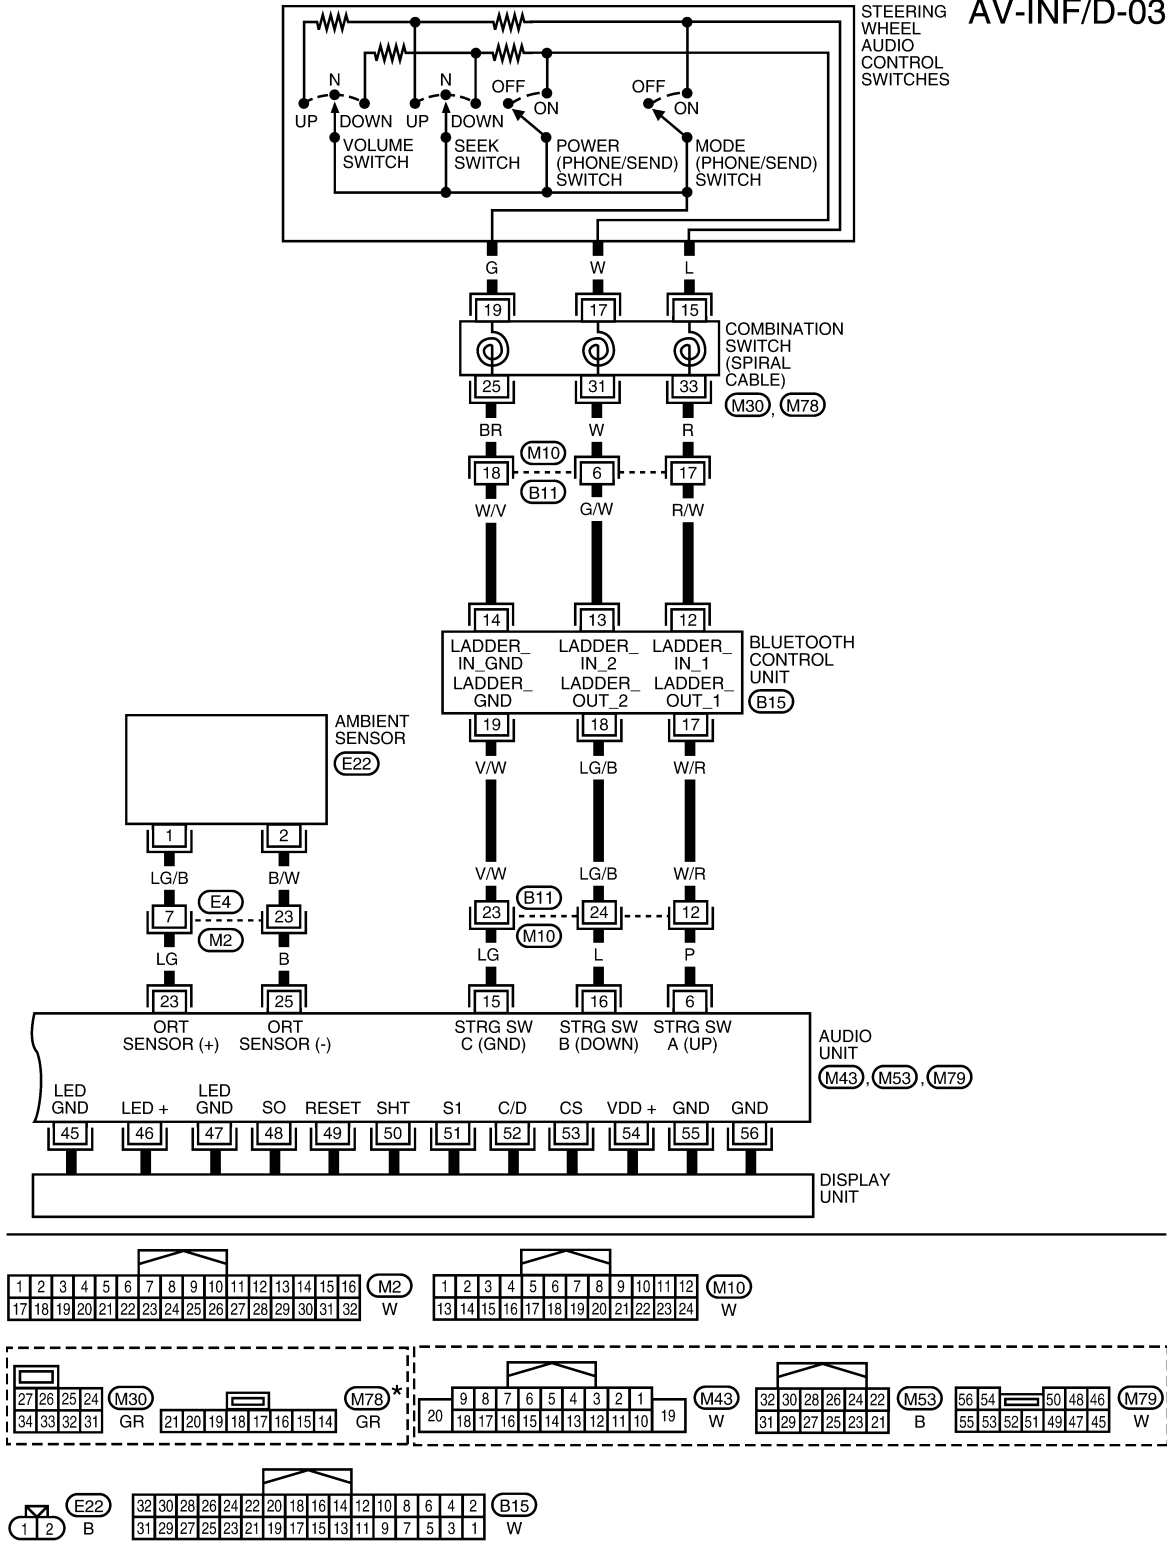 AV-INF/D-03
STEERING
WHEEL
AUDIO
CONTROL
SWITCHES
N
N
OFF
ON
OFF
ON
UP
DOWN
UP
DOWN
VOLUME
SWITCH
SEEK
SWITCH
POWER
(PHONE/SEND)
SWITCH
MODE
(PHONE/SEND)
SWITCH
G W L
19 17 15
COMBINATION
SWITCH
(SPIRAL
CABLE)
M30, M78
25 31 33
BR W R
M10
18 6 17
B11
W/V G/W R/W
14 13 12
LADDER_
IN_GND
LADDER_
IN_2
LADDER_
IN_1
LADDER_
GND
LADDER_
OUT_2
LADDER_
OUT_1
BLUETOOTH
CONTROL
UNIT
B15
19 18 17
V/W LG/B W/R
AMBIENT
SENSOR
E22
1 2
LG/B B/W
E4
7 23
M2
LG B
23 25
V/W LG/B W/R
B11
23 24 12
M10
LG L P
15 16 6
ORT
SENSOR (+)
ORT
SENSOR (-)
STRG SW
C (GND)
STRG SW
B (DOWN)
STRG SW
A (UP)
AUDIO
UNIT
M43, M53, M79
LED
GND
LED +
LED
GND
SO RESET SHT S1 C/D CS VDD + GND GND
45 46 47 48 49 50 51 52 53 54 55 56
DISPLAY
UNIT
1 2 3 4 5 6 7 8 9 10 11 12 13 14 15 16
17 18 19 20 21 22 23 24 25 26 27 28 29 30 31 32
M2
W
1 2 3 4 5 6 7 8 9 10 11 12
13 14 15 16 17 18 19 20 21 22 23 24
M10
W
27 26 25 24
34 33 32 31
M30
GR
21 20 19 18 17 16 15 14
M78*
GR
9 8 7 6 5 4 3 2 1
20 18 17 16 15 14 13 12 11 10 19
M43
W
32 30 28 26 24 22
31 29 27 25 23 21
M53
B
56 54 50 48 46
55 53 52 51 49 47 45
M79
W
1 2
E22
B
32 30 28 26 24 22 20 18 16 14 12 10 8 6 4 2
31 29 27 25 23 21 19 17 15 13 11 9 7 5 3 1
B15
W